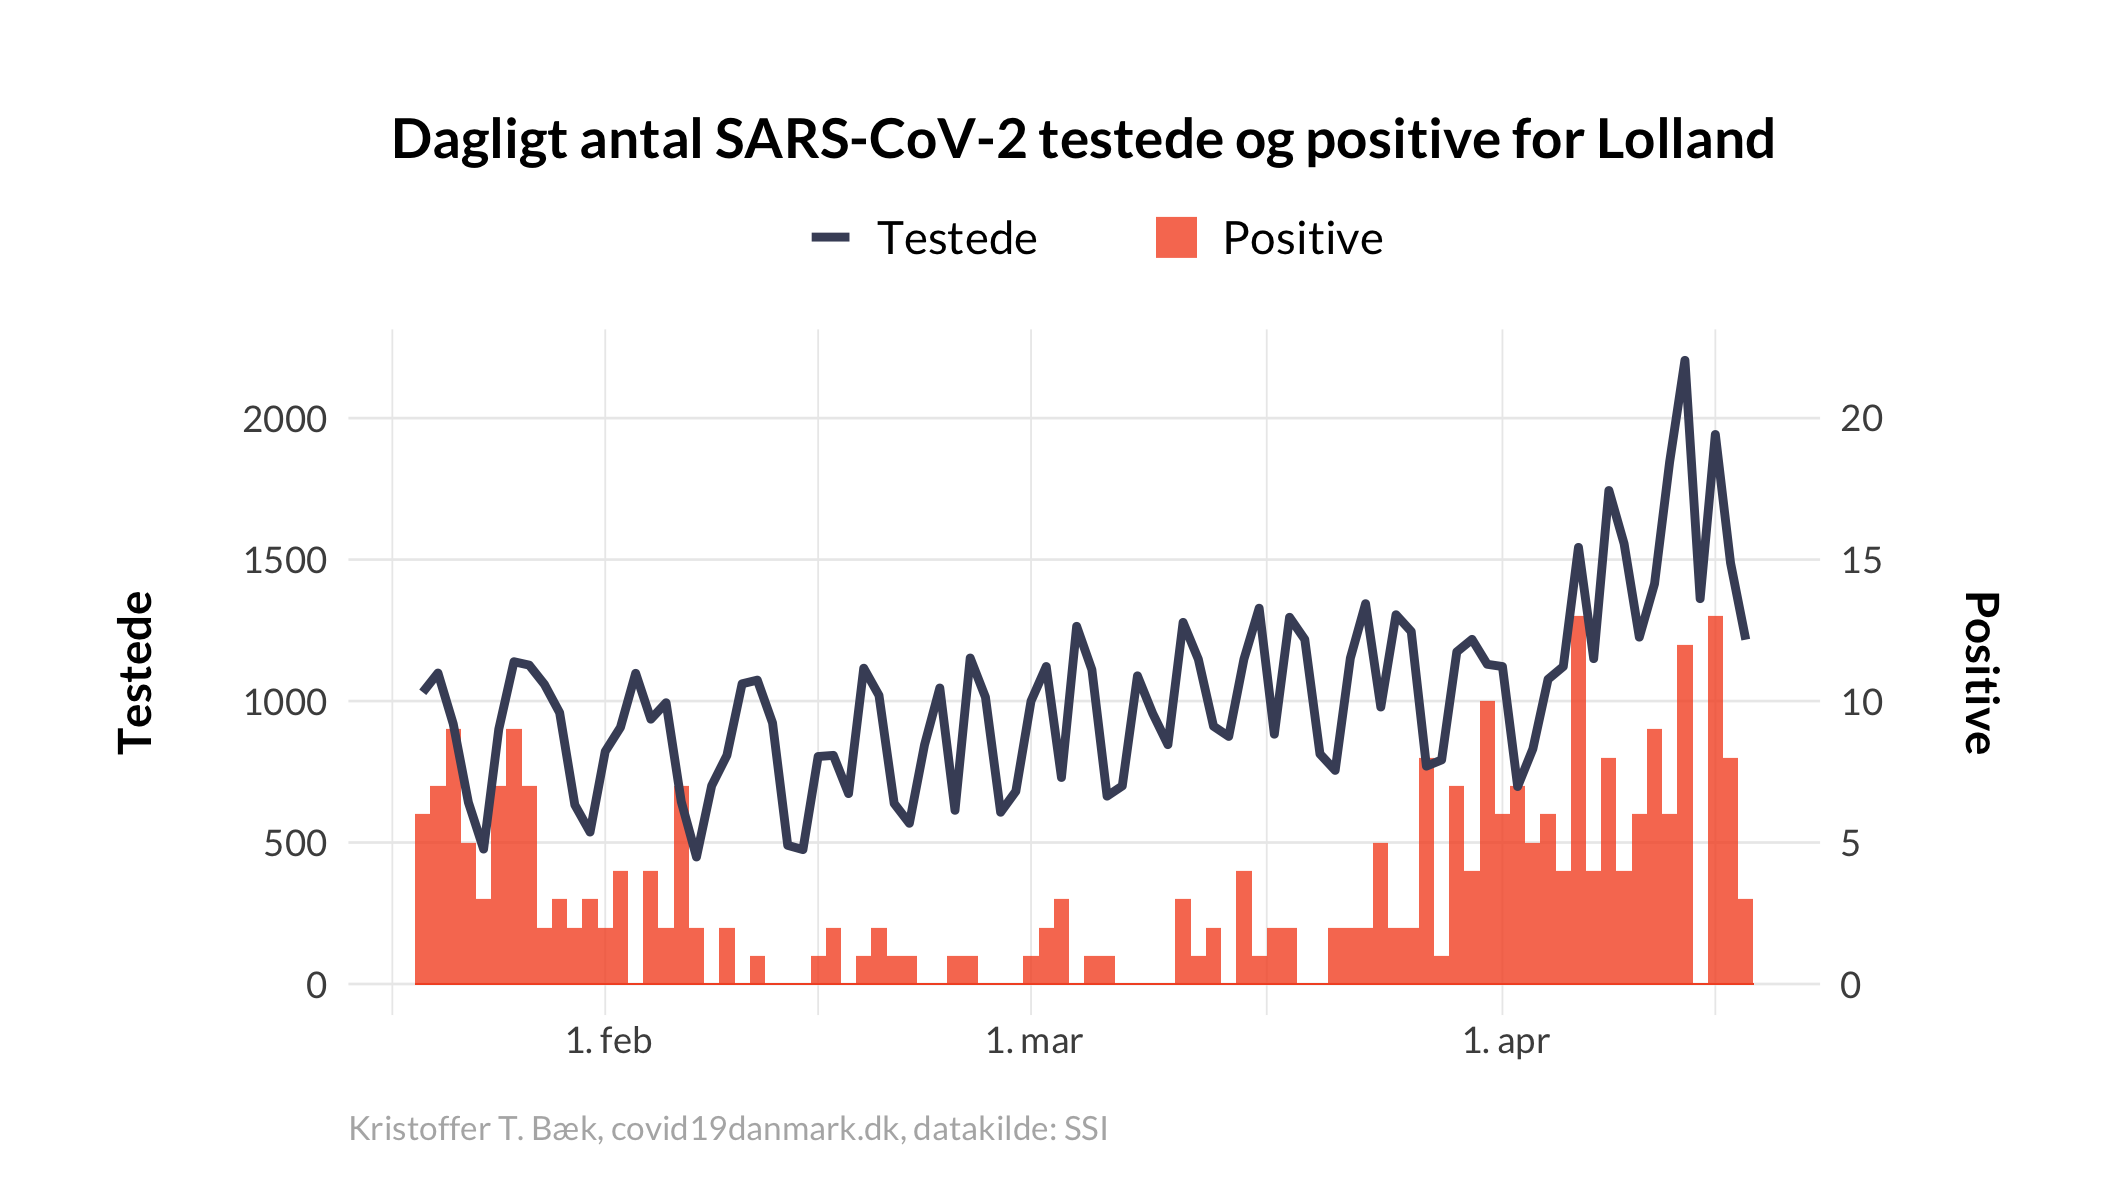 Dagligt antal SARS-CoV-2 testede og positive for Lolland
Testede Positive
2000 20
1500 15
1000 10
500 5
0 0
Testede
Positive
1. feb 1. mar 1. apr
Kristoffer T. Bæk, covid19danmark.dk, datakilde: SSI